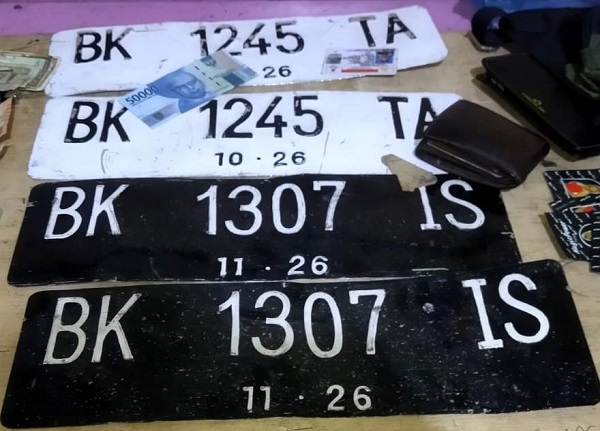 BK 1245 TA
26
50000
BK 1245 TA
10 · 26
BK 1307 IS
11 · 26
BK 1307 IS
11 · 26